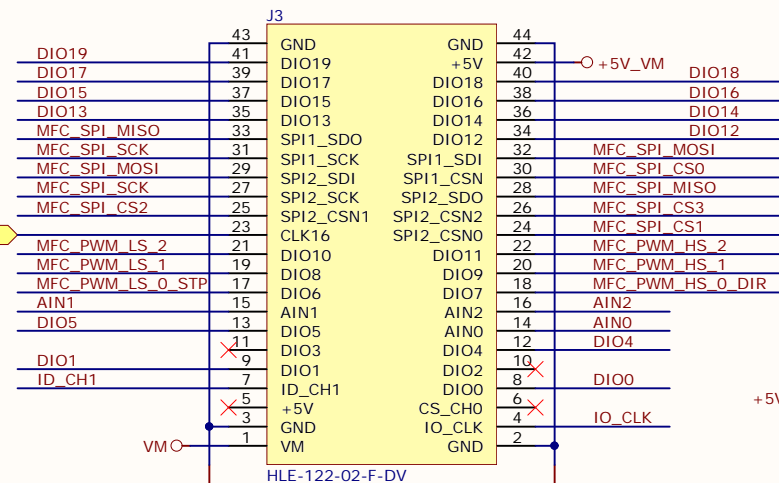 J3
43 GND GND 44
DIO19 41 DIO19 +5V 42 +5V_VM
DIO17 39 DIO17 DIO18 40 DIO18
DIO15 37 DIO15 DIO16 38 DIO16
DIO13 35 DIO13 DIO14 36 DIO14
MFC_SPI_MISO 33 SPI1_SDO DIO12 34 DIO12
MFC_SPI_SCK 31 SPI1_SCK SPI1_SDI 32 MFC_SPI_MOSI
MFC_SPI_MOSI 29 SPI2_SDI SPI1_CSN 30 MFC_SPI_CS0
MFC_SPI_SCK 27 SPI2_SCK SPI2_SDO 28 MFC_SPI_MISO
MFC_SPI_CS2 25 SPI2_CSN1 SPI2_CSN2 26 MFC_SPI_CS3
23 CLK16 SPI2_CSN0 24 MFC_SPI_CS1
MFC_PWM_LS_2 21 DIO10 DIO11 22 MFC_PWM_HS_2
MFC_PWM_LS_1 19 DIO8 DIO9 20 MFC_PWM_HS_1
MFC_PWM_LS_0_STP 17 DIO6 DIO7 18 MFC_PWM_HS_0_DIR
AIN1 15 AIN1 AIN2 16 AIN2
DIO5 13 DIO5 AIN0 14 AIN0
11 DIO3 DIO4 12 DIO4
DIO1 9 DIO1 DIO2 10
ID_CH1 7 ID_CH1 DIO0 8 DIO0
5 +5V CS_CH0 6 +5V
3 GND IO_CLK 4 IO_CLK
VM 1 VM GND 2
HLE-122-02-F-DV